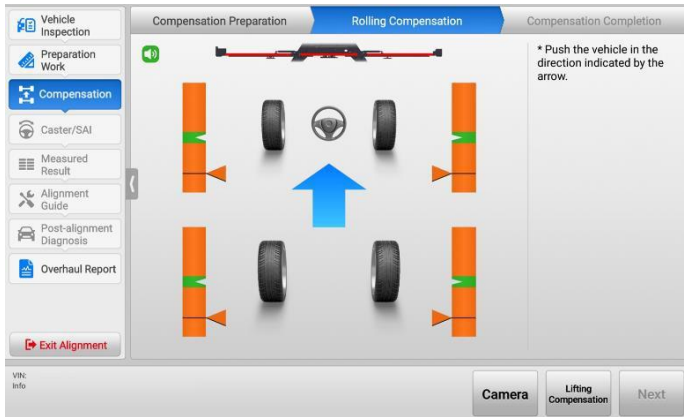 Vehicle
Inspection
Preparation
Work
Compensation
Caster/SAI
Measured
Result
Alignment
Guide
Post-alignment
Diagnosis
Overhaul Report
Exit Alignment
Compensation Preparation
Rolling Compensation
Compensation Completion
* Push the vehicle in the
direction indicated by the
arrow.
VIN:
Info
Camera
Lifting
Compensation
Next